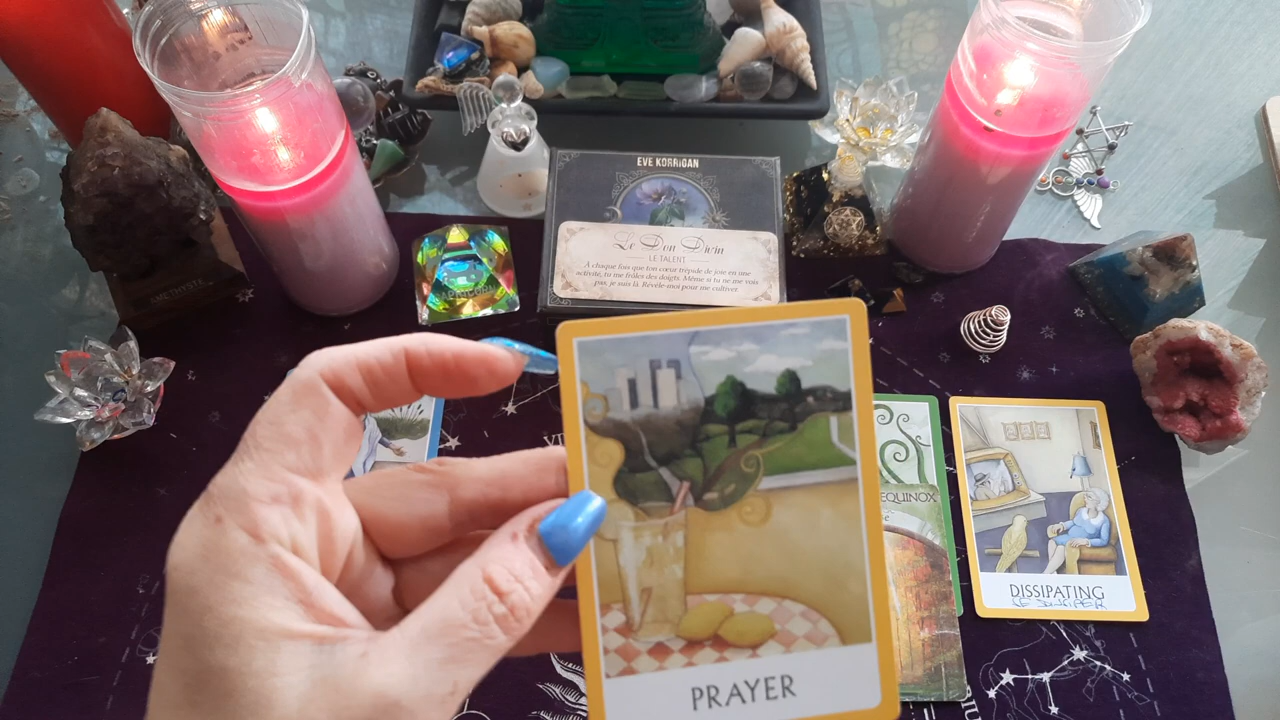 EVE KORRIGAN
Le Don Divin
LE TALENT
À chaque fois que ton cœur trépide de joie en une
activité, tu me frôles des doigts. Même si tu ne me vois
pas, je suis là. Révèle-moi pour me cultiver.
CAPRICORN
AMETHYSTE
EQUINOX
DISSIPATING
PRAYER